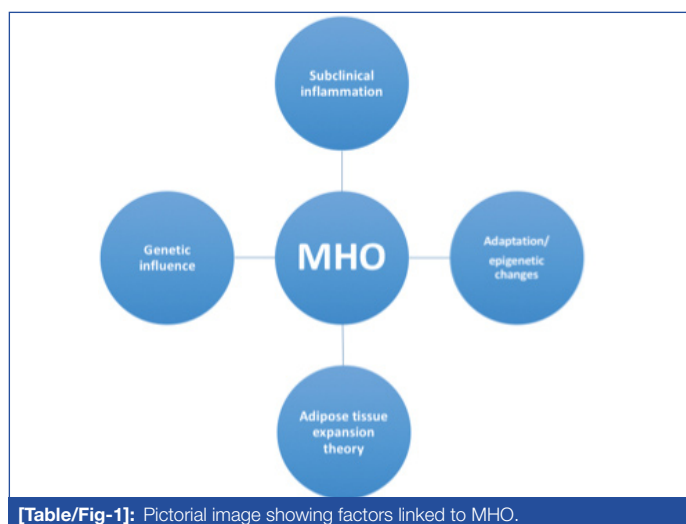 Subclinical
inflammation
Genetic
influence
MHO
Adaptation/
epigenetic
changes
Adipose tissue
expansion
theory
[Table/Fig-1]: Pictorial image showing factors linked to MHO.